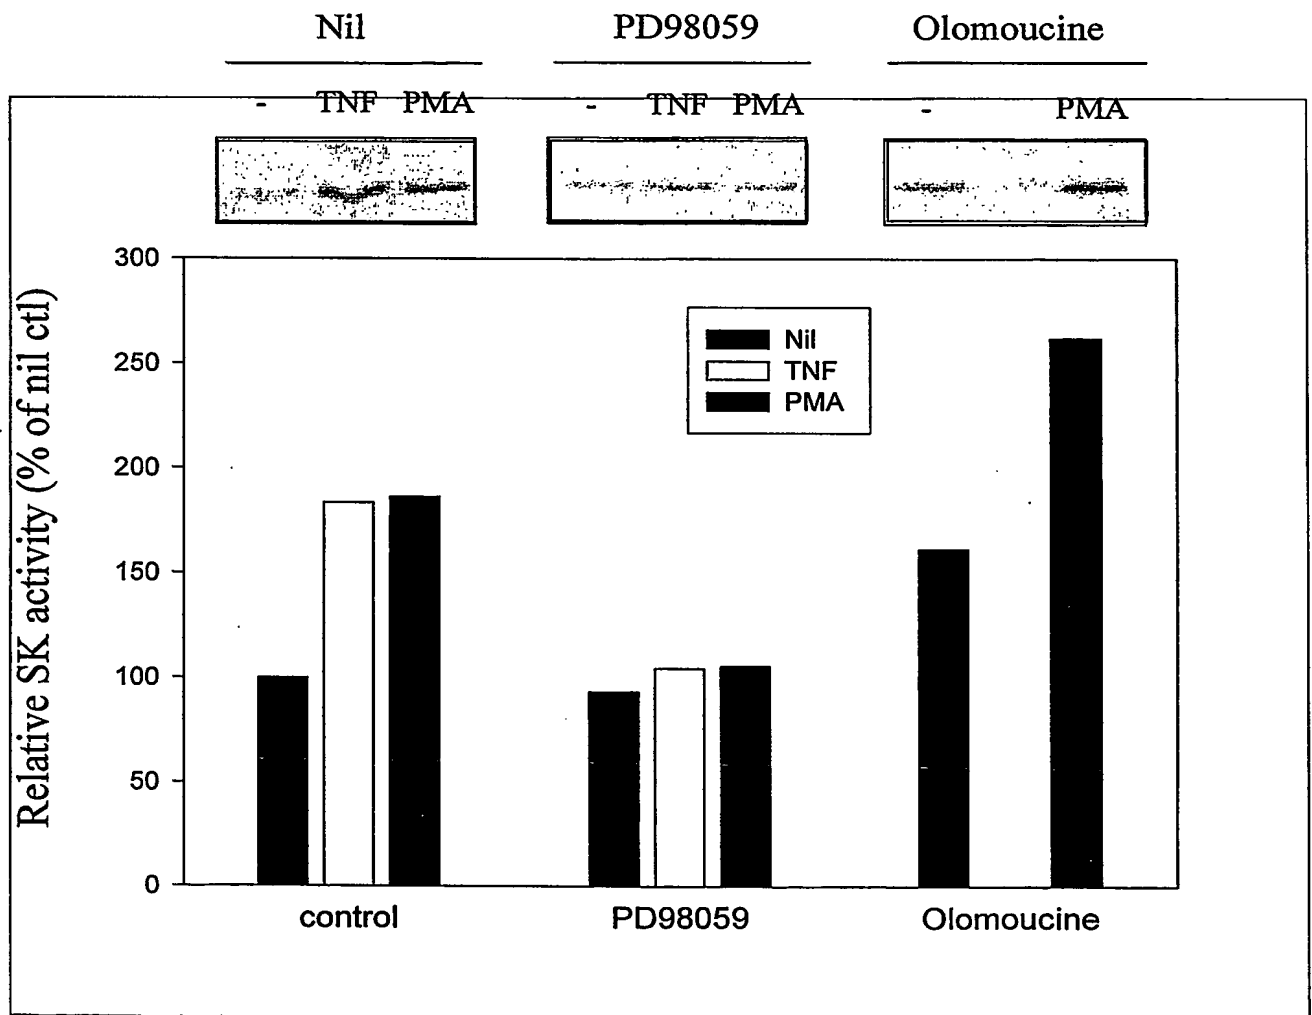 Nil PD98059 Olomoucine
- TNF PMA - TNF PMA - PMA
300
250
200
150
100
50
0
Relative SK activity (% of nil ctl)
Nil
TNF
PMA
control PD98059 Olomoucine